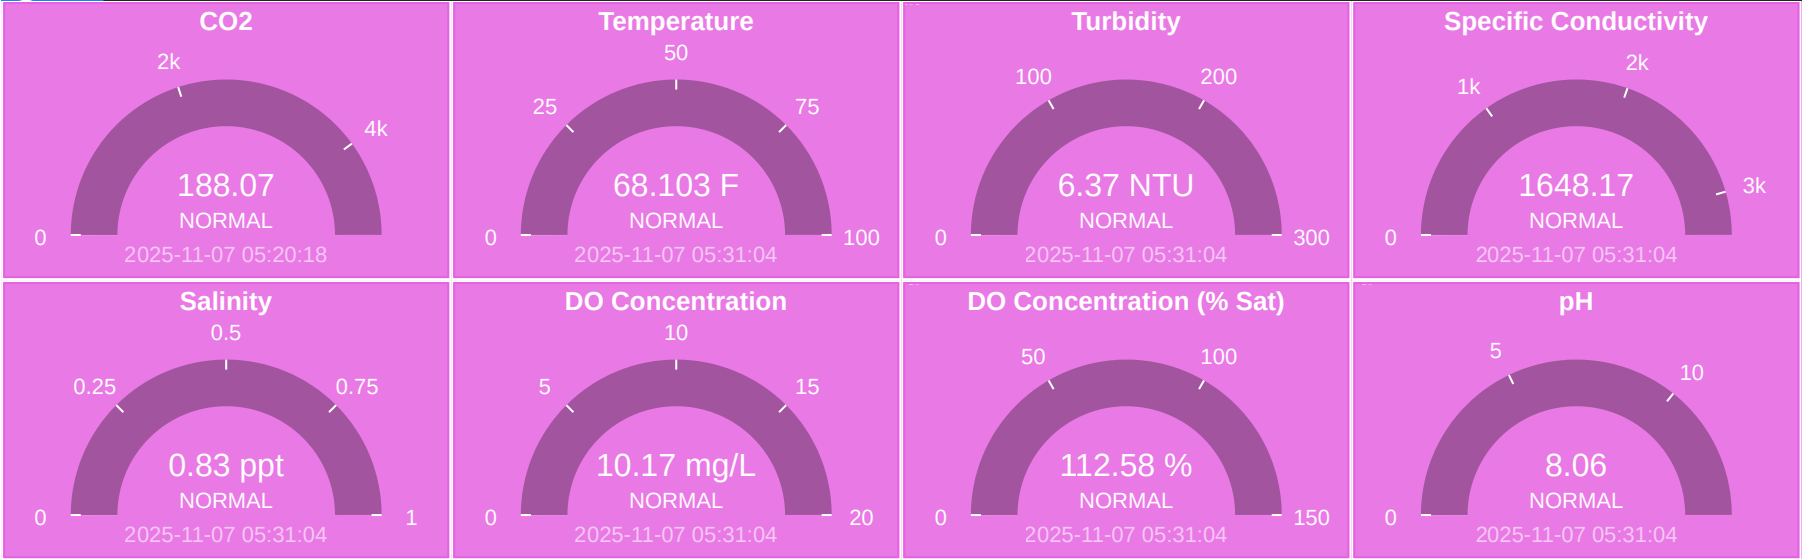 CO2
2k
4k
0
188.07
NORMAL
2025-11-07 05:20:18
Temperature
50
25
75
0
100
68.103 F
NORMAL
2025-11-07 05:31:04
Turbidity
100
200
0
300
6.37 NTU
NORMAL
2025-11-07 05:31:04
Specific Conductivity
2k
1k
3k
0
1648.17
NORMAL
2025-11-07 05:31:04
Salinity
0.5
0.25
0.75
0
1
0.83 ppt
NORMAL
2025-11-07 05:31:04
DO Concentration
10
5
15
0
20
10.17 mg/L
NORMAL
2025-11-07 05:31:04
DO Concentration (% Sat)
50
100
0
150
112.58 %
NORMAL
2025-11-07 05:31:04
pH
5
10
0
8.06
NORMAL
2025-11-07 05:31:04